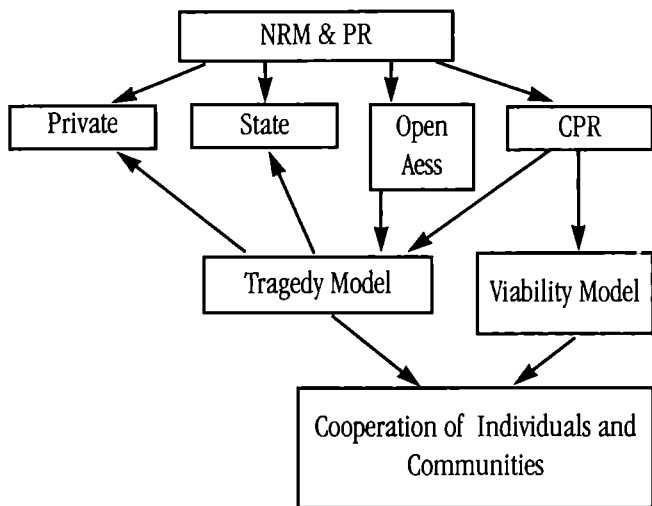 NRM & PR
Private
State
Open
Aess
CPR
Tragedy Model
Viability Model
Cooperation of Individuals and
Communities